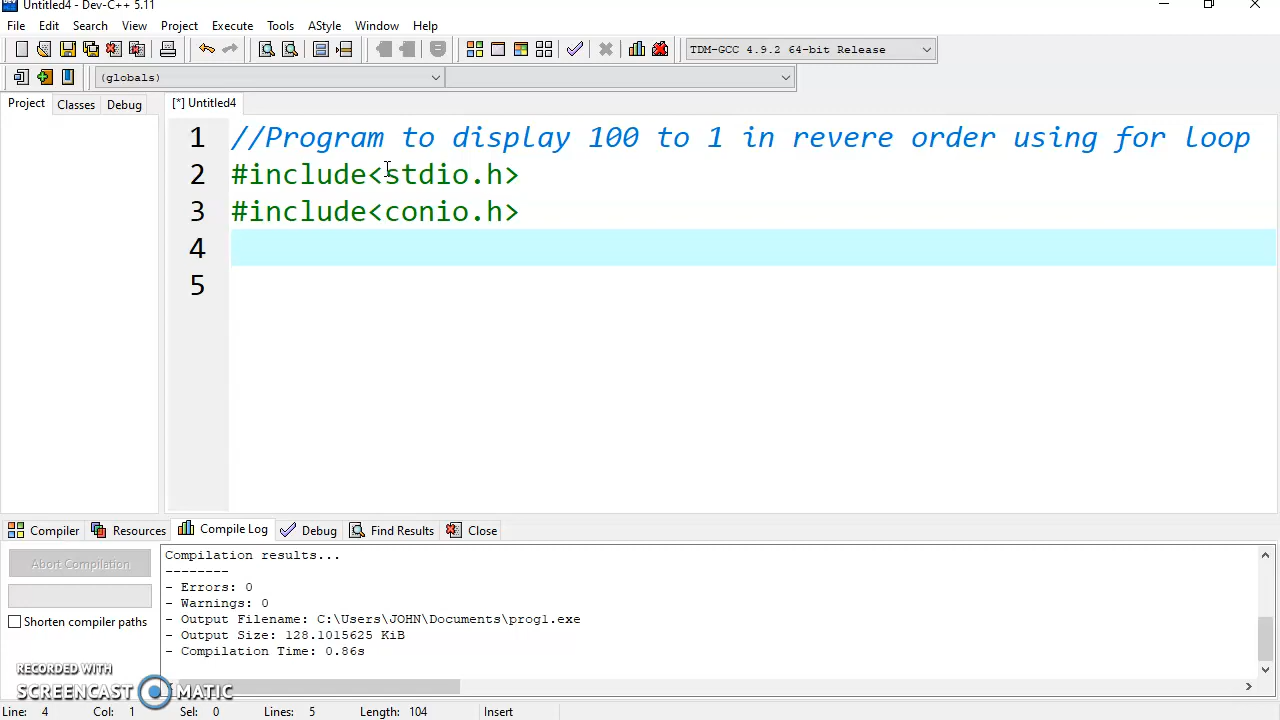 Untitled4 - Dev-C++ 5.11
File Edit Search View Project Execute Tools AStyle Window Help
TDM-GCC 4.9.2 64-bit Release
(globals)
Project Classes Debug [*] Untitled4
1 //Program to display 100 to 1 in revere order using for loop
2 #include<stdio.h>
3 #include<conio.h>
4
5
Compiler Resources Compile Log Debug Find Results Close
Abort Compilation
Shorten compiler paths
Compilation results...
--------
- Errors: 0
- Warnings: 0
- Output Filename: C:\Users\JOHN\Documents\prog1.exe
- Output Size: 128.1015625 KiB
- Compilation Time: 0.86s
RECORDED WITH
SCREENCAST MATIC
Line: 4 Col: 1 Sel: 0 Lines: 5 Length: 104 Insert